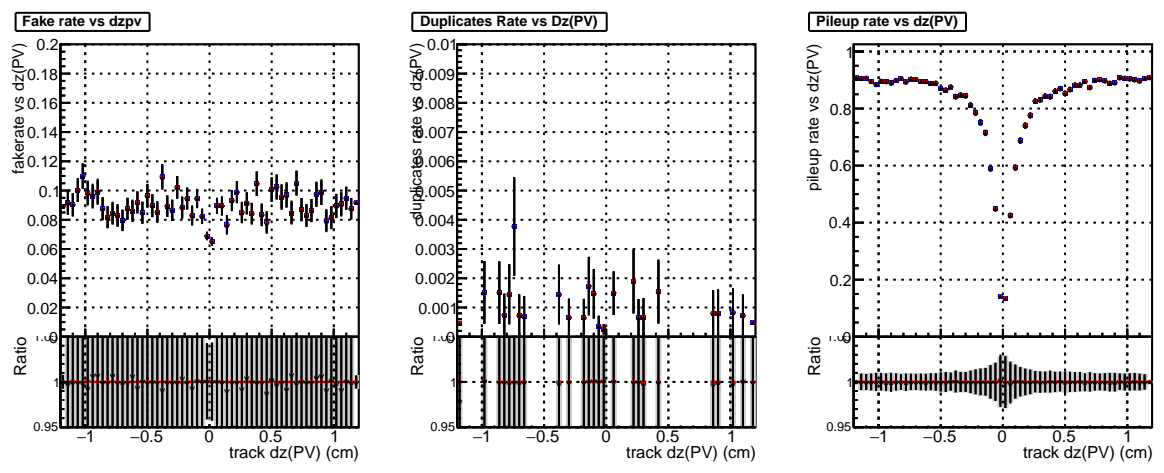 Fake rate vs dzpv
fakerate vs dz(PV)
0.2
0.18
0.16
0.14
0.12
0.1
0.08
0.06
0.04
0.02
0
Ratio
1
0.95
−1 −0.5 0 0.5 1
track dz(PV) (cm)
Duplicates Rate vs Dz(PV)
duplicates rate vs dz(PV)
0.01
0.009
0.008
0.007
0.006
0.005
0.004
0.003
0.002
0.001
0
Ratio
1
0.95
−1 −0.5 0 0.5 1
track dz(PV) (cm)
Pileup rate vs dz(PV)
pileup rate vs dz(PV)
1
0.8
0.6
0.4
0.2
0
Ratio
1
0.95
−1 −0.5 0 0.5 1
track dz(PV) (cm)